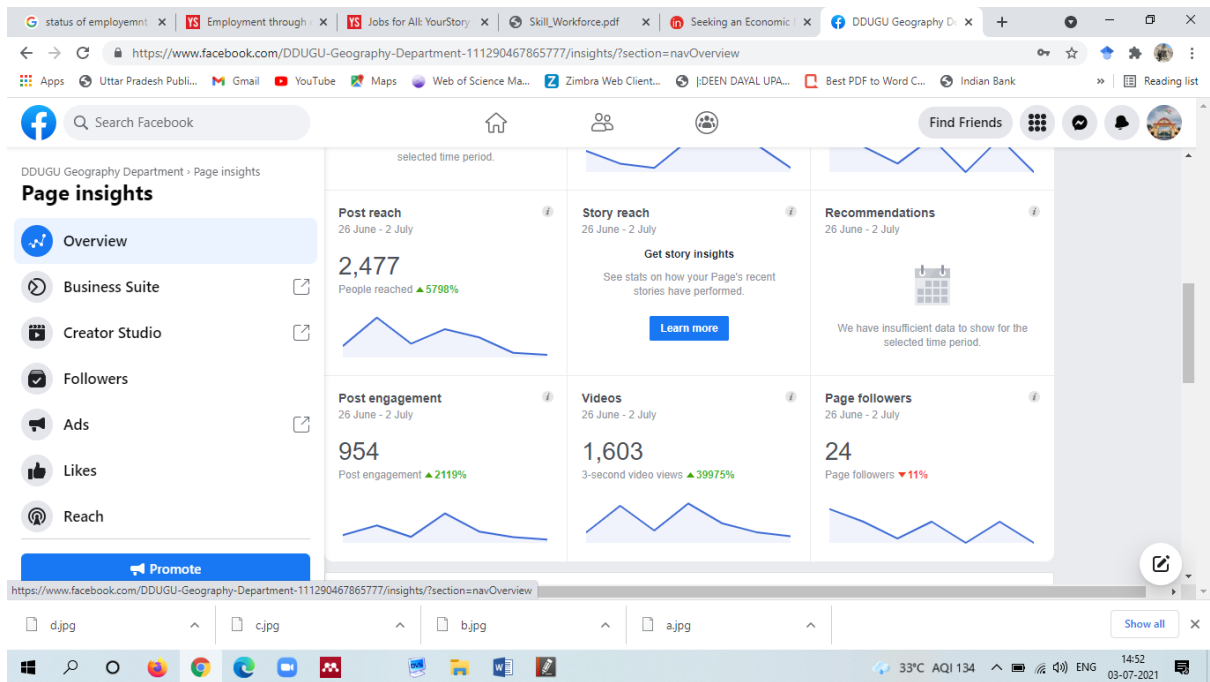 status of employemnt
Employment through
Jobs for All: YourStory
Skill_Workforce.pdf
Seeking an Economic
DDUGU Geography De
https://www.facebook.com/DDUGU-Geography-Department-111290467865777/insights/?section=navOverview
Apps
Uttar Pradesh Publi...
Gmail
YouTube
Maps
Web of Science Ma...
Zimbra Web Client...
|:DEEN DAYAL UPA...
Best PDF to Word C...
Indian Bank
»
Reading list
Search Facebook
Find Friends
DDUGU Geography Department › Page insights
Page insights
Overview
Business Suite
Creator Studio
Followers
Ads
Likes
Reach
Promote
selected time period.
Post reach
26 June - 2 July
2,477
People reached ▲5798%
Story reach
26 June - 2 July
Get story insights
See stats on how your Page's recent
stories have performed.
Learn more
Recommendations
26 June - 2 July
We have insufficient data to show for the
selected time period.
Post engagement
26 June - 2 July
954
Post engagement ▲2119%
Videos
26 June - 2 July
1,603
3-second video views ▲39975%
Page followers
26 June - 2 July
24
Page followers ▼11%
https://www.facebook.com/DDUGU-Geography-Department-111290467865777/insights/?section=navOverview
d.jpg
c.jpg
b.jpg
a.jpg
Show all
33°C AQI 134
ENG
14:52
03-07-2021